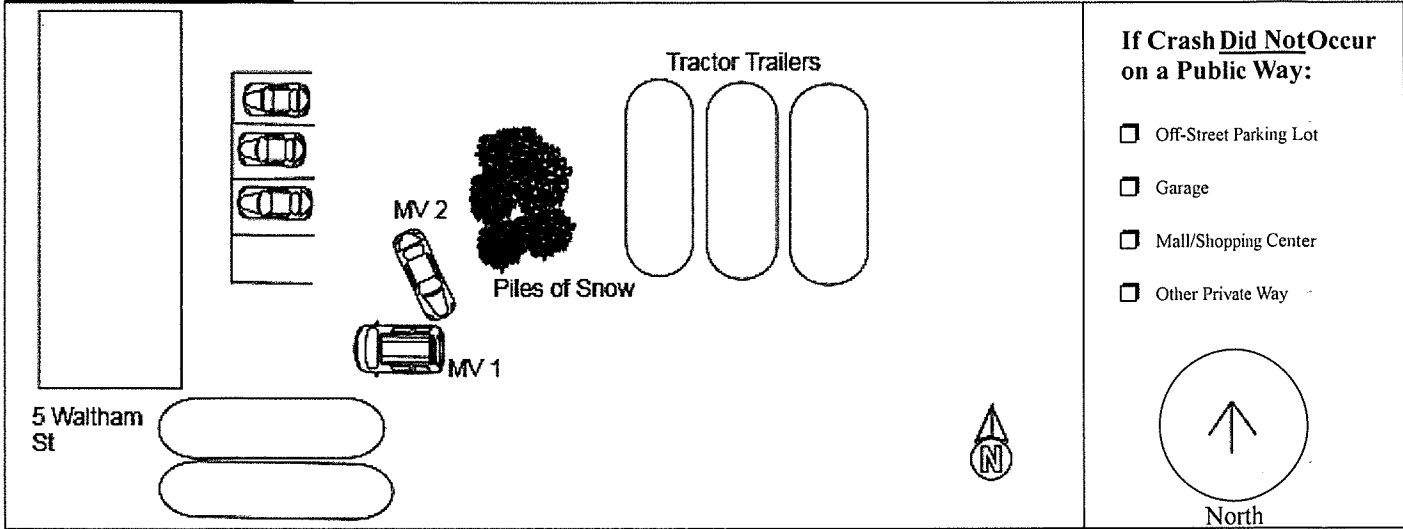 Tractor Trailers
MV 2
Piles of Snow
MV 1
5 Waltham
St
N
If Crash Did Not Occur
on a Public Way:
Off-Street Parking Lot
Garage
Mall/Shopping Center
Other Private Way
North